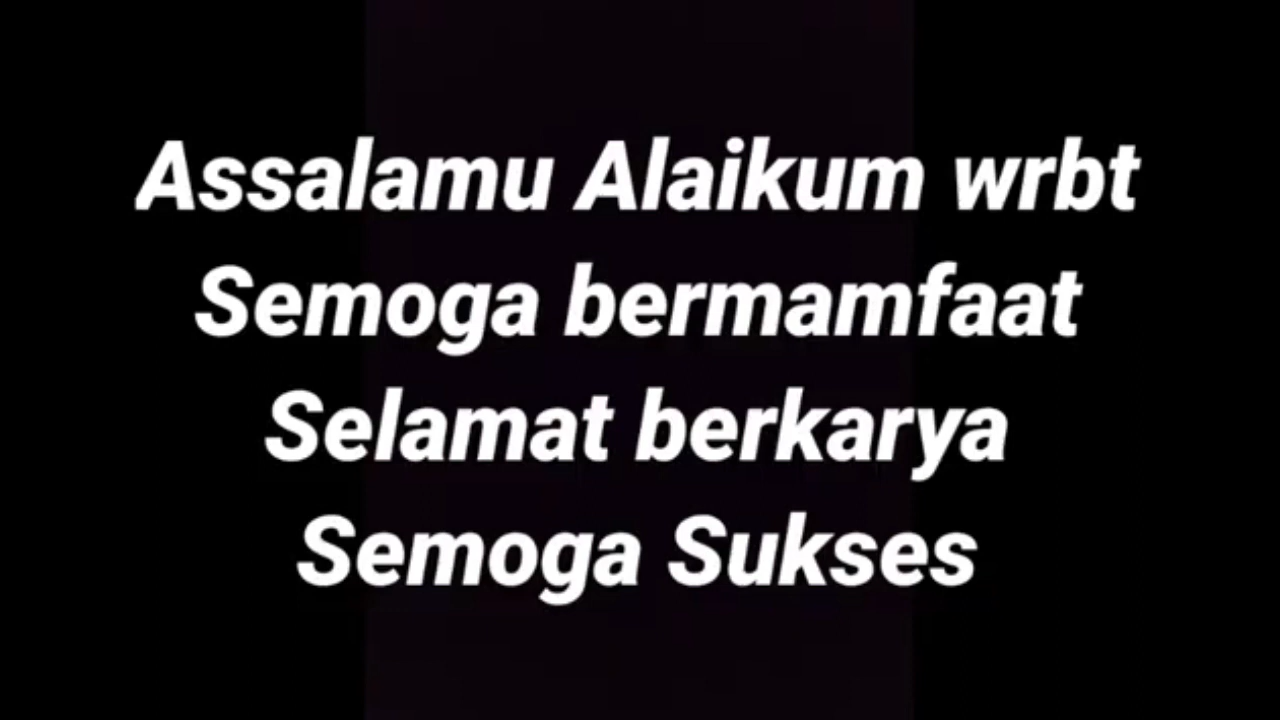 Assalamu Alaikum wrbt
Semoga bermamfaat
Selamat berkarya
Semoga Sukses